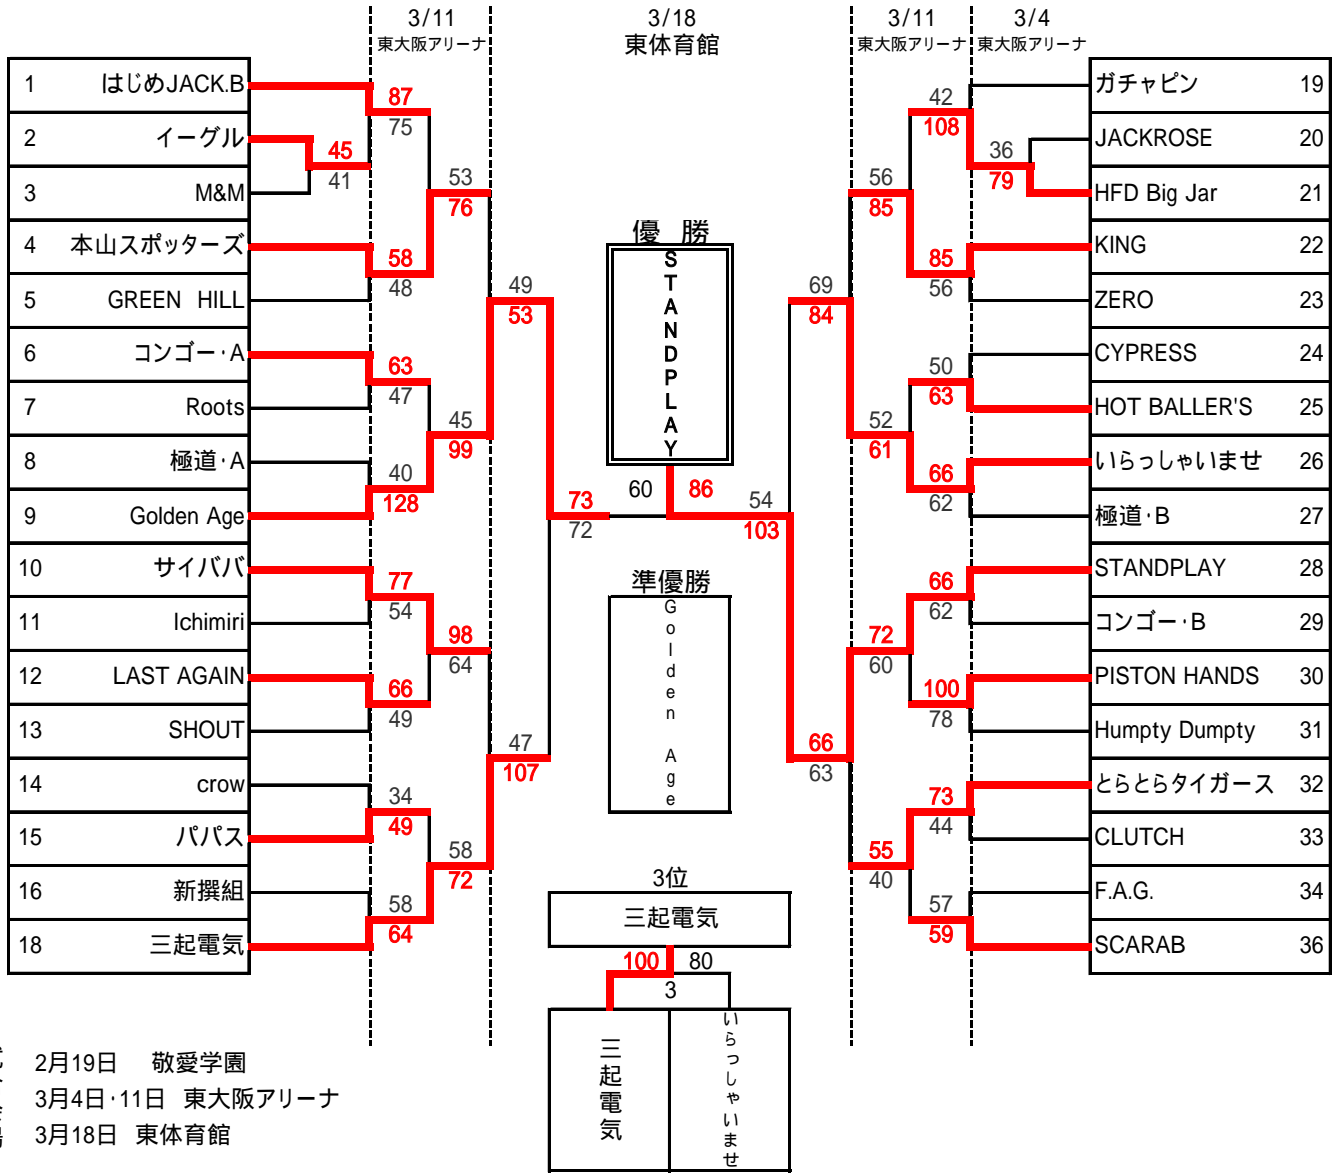 3/11
東大阪アリーナ
3/18
東体育館
3/11
東大阪アリーナ
3/4
東大阪アリーナ
1 はじめJACK.B
2 イーグル
3 M&M
4 本山スポッターズ
5 GREEN HILL
6 コンゴー・A
7 Roots
8 極道・A
9 Golden Age
10 サイババ
11 Ichimiri
12 LAST AGAIN
13 SHOUT
14 crow
15 パパス
16 新撰組
18 三起電気
45
41
87
75
58
48
63
47
40
128
77
54
66
49
34
49
58
64
53
76
45
99
98
64
58
72
49
53
47
107
73
72
優 勝
STANDPLAY
60 86
準優勝
Golden Age
3位
三起電気
100 80
3
三起電気
いらっしゃいませ
54
103
69
84
66
63
56
85
52
61
72
60
55
40
42
108
85
56
50
63
66
62
66
62
100
78
73
44
57
59
36
79
ガチャピン 19
JACKROSE 20
HFD Big Jar 21
KING 22
ZERO 23
CYPRESS 24
HOT BALLER'S 25
いらっしゃいませ 26
極道・B 27
STANDPLAY 28
コンゴー・B 29
PISTON HANDS 30
Humpty Dumpty 31
とらとらタイガース 32
CLUTCH 33
F.A.G. 34
SCARAB 36
2月19日 敬愛学園
3月4日・11日 東大阪アリーナ
3月18日 東体育館